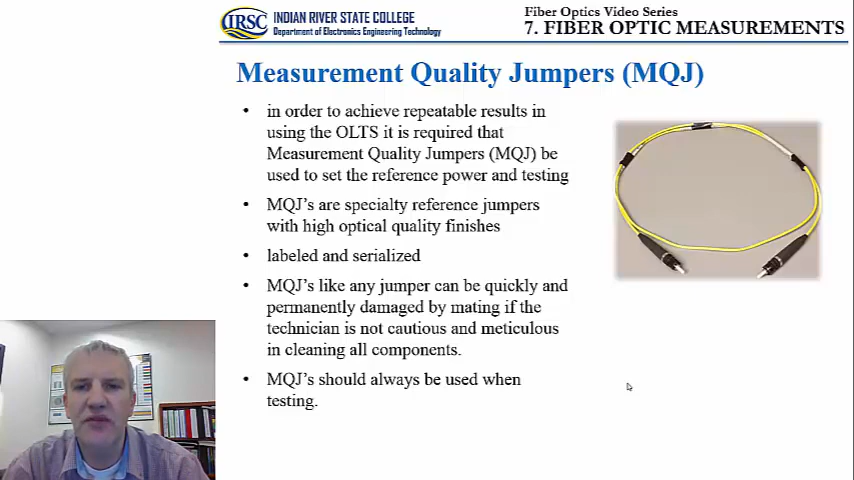 IRSC
INDIAN RIVER STATE COLLEGE
Department of Electronics Engineering Technology
Fiber Optics Video Series
7. FIBER OPTIC MEASUREMENTS
Measurement Quality Jumpers (MQJ)
• in order to achieve repeatable results in
using the OLTS it is required that
Measurement Quality Jumpers (MQJ) be
used to set the reference power and testing
• MQJ's are specialty reference jumpers
with high optical quality finishes
• labeled and serialized
• MQJ's like any jumper can be quickly and
permanently damaged by mating if the
technician is not cautious and meticulous
in cleaning all components.
• MQJ's should always be used when
testing.